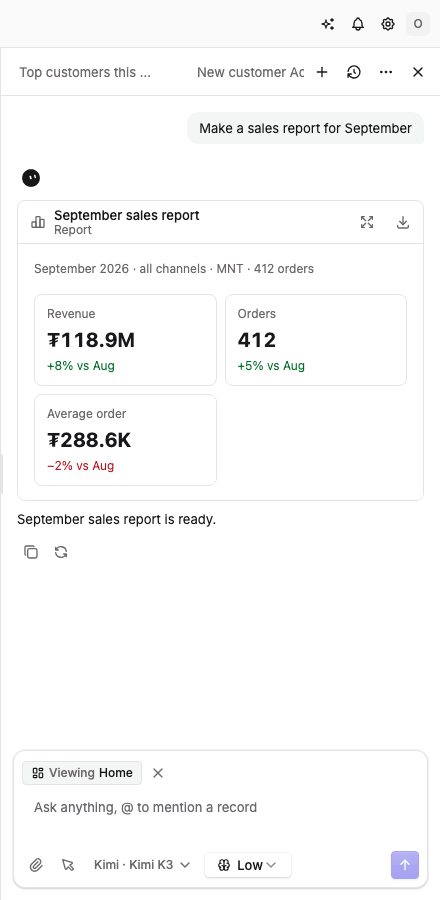 O
Top customers this ...
New customer Ac
Make a sales report for September
September sales report
Report
September 2026 · all channels · MNT · 412 orders
Revenue
₮118.9M
+8% vs Aug
Orders
412
+5% vs Aug
Average order
₮288.6K
−2% vs Aug
September sales report is ready.
Viewing Home
Ask anything, @ to mention a record
Kimi · Kimi K3
Low